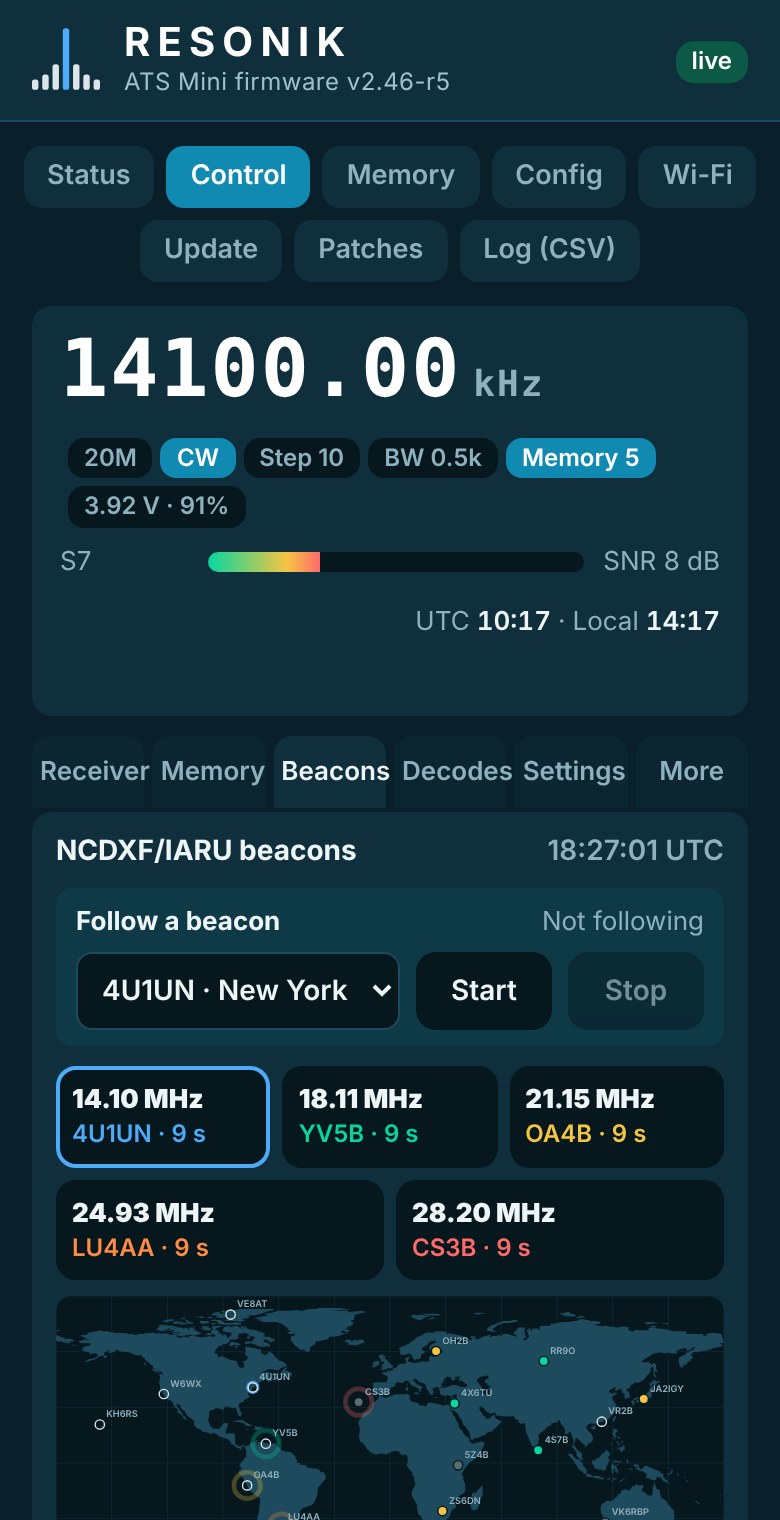 RESONIK
ATS Mini firmware v2.46-r5
live
Status Control Memory Config Wi-Fi
Update Patches Log (CSV)
14100.00 kHz
20M CW Step 10 BW 0.5k Memory 5
3.92 V · 91%
S7 SNR 8 dB
UTC 10:17 · Local 14:17
Receiver Memory Beacons Decodes Settings More
NCDXF/IARU beacons 18:27:01 UTC
Follow a beacon Not following
4U1UN · New York Start Stop
14.10 MHz 18.11 MHz 21.15 MHz
4U1UN · 9 s YV5B · 9 s OA4B · 9 s
24.93 MHz 28.20 MHz
LU4AA · 9 s CS3B · 9 s
VE8AT
OH2B
RR9O
4U1UN
W6WX
CS3B
4X6TU
JA2IGY
KH6RS
VR2B
YV5B
4S7B
5Z4B
OA4B
ZS6DN
LU4AA
VK6RBP